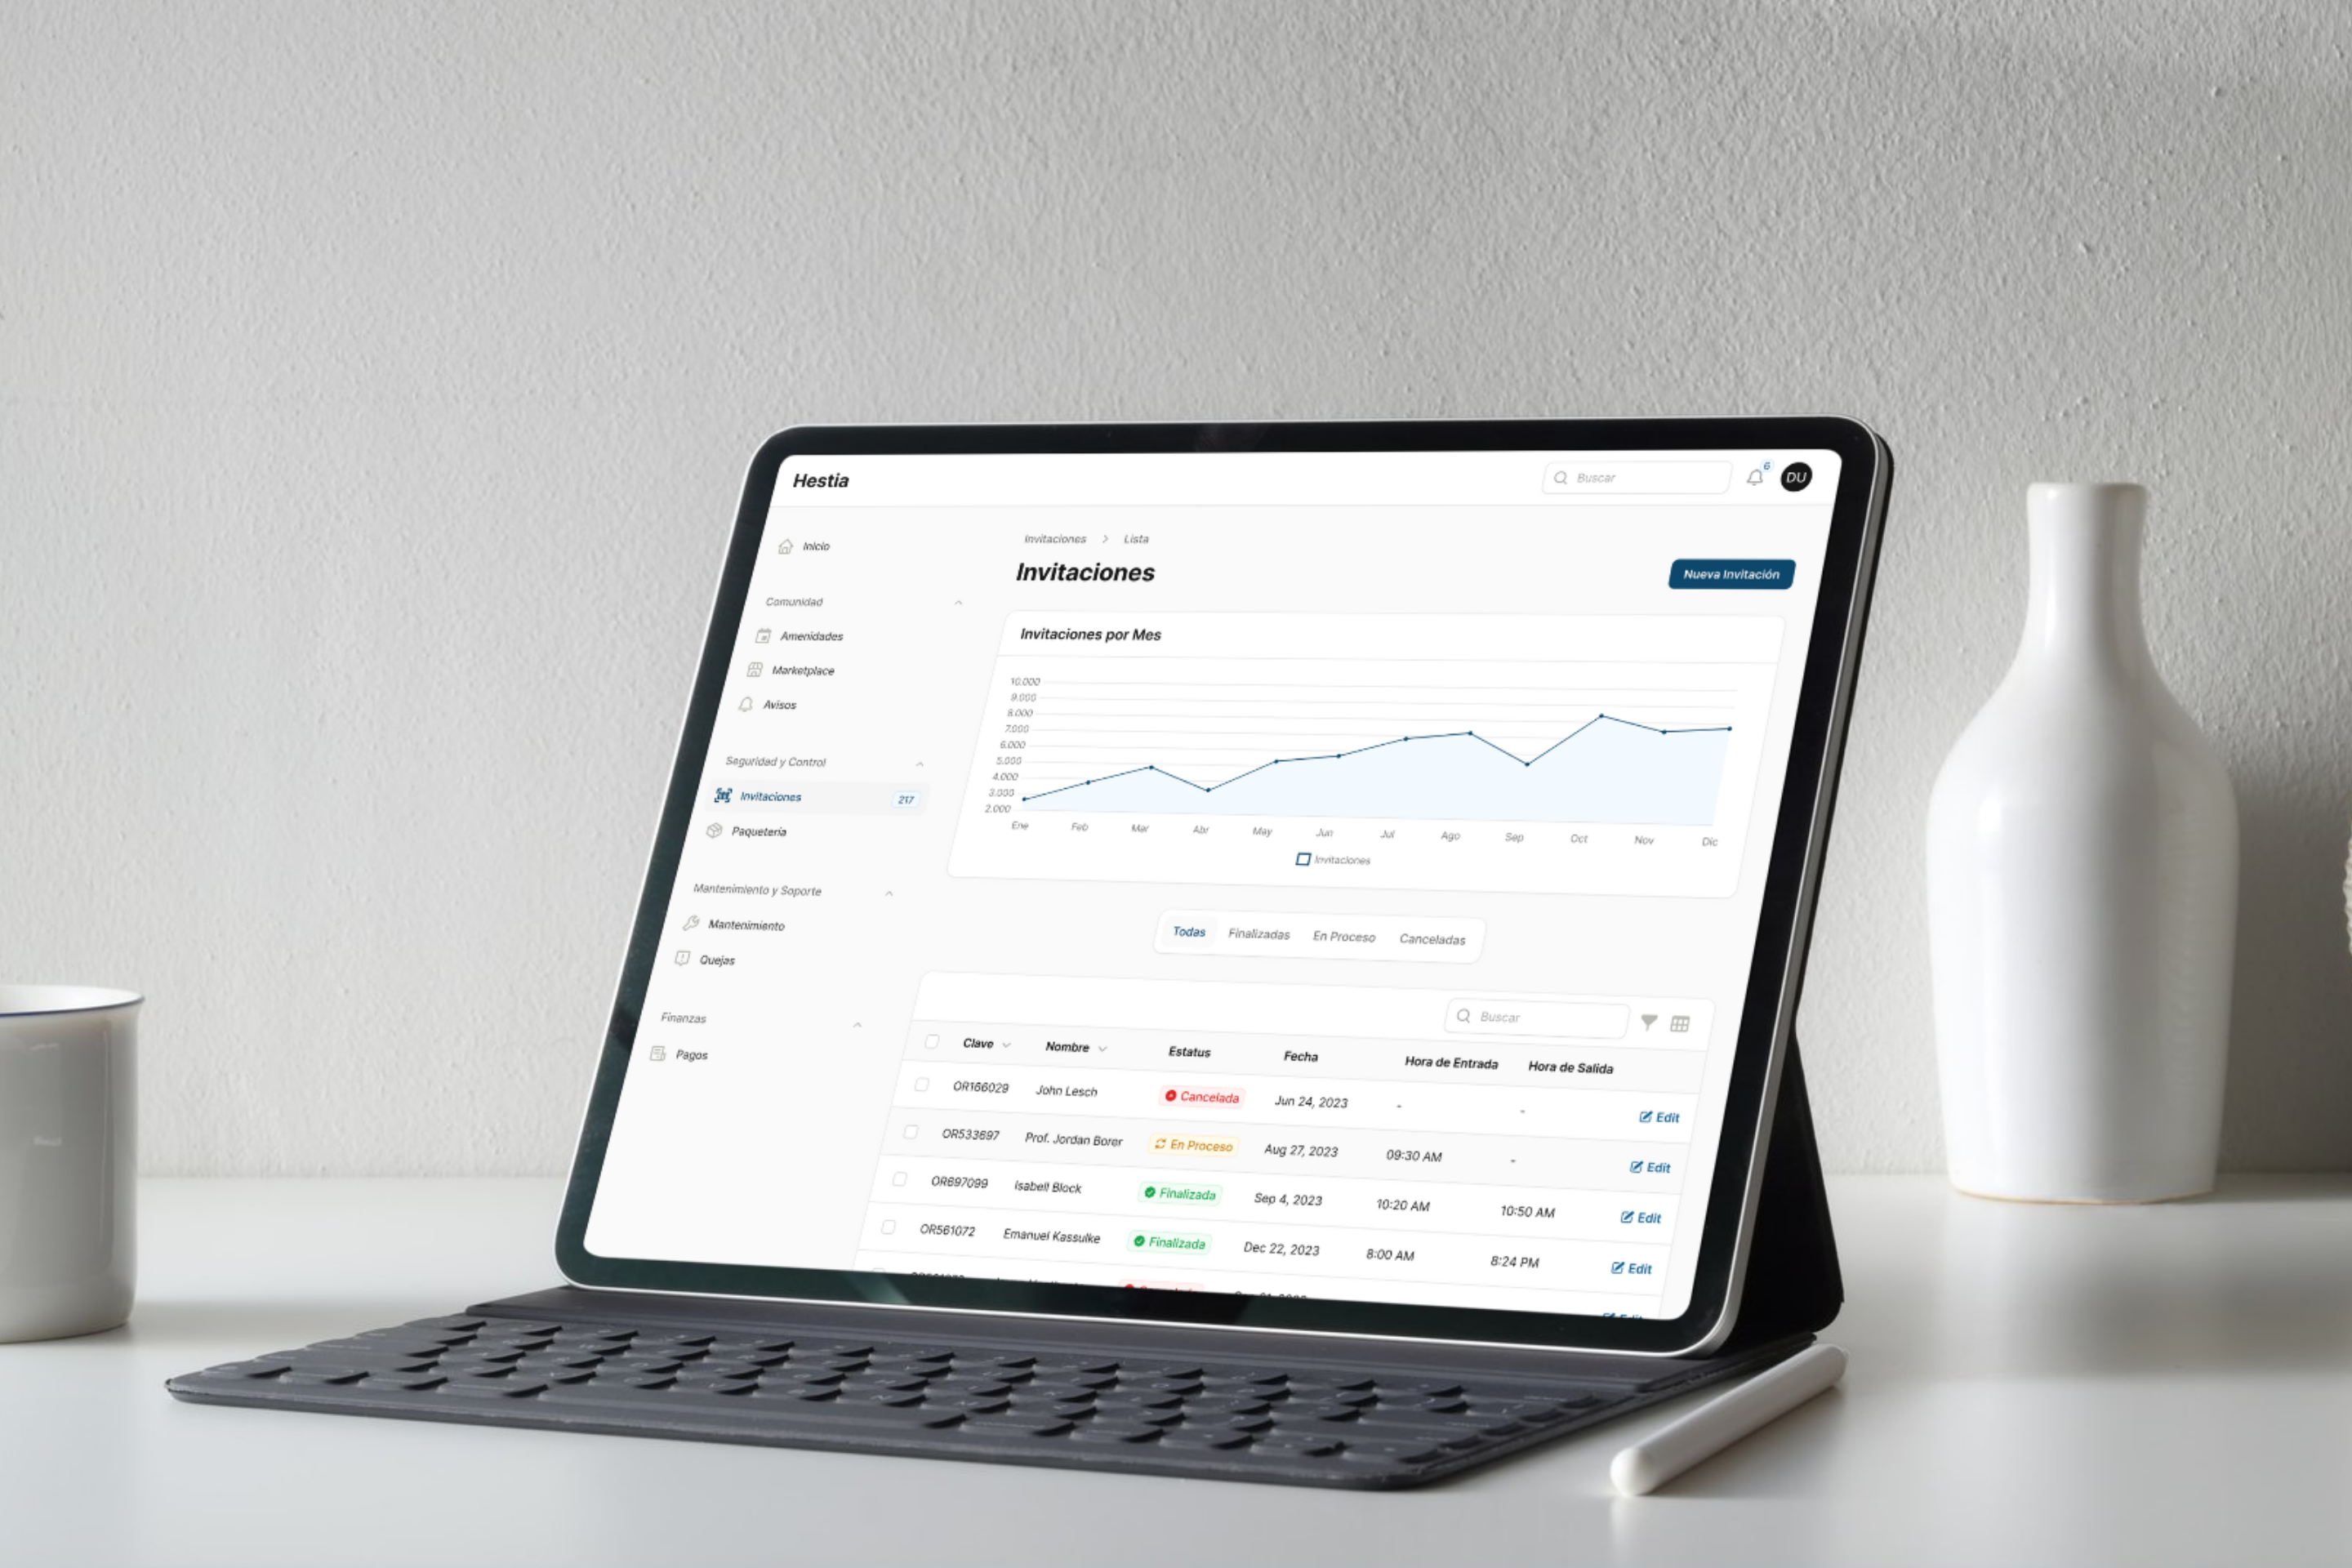 Hestia
Buscar
6
DU
Inicio
Comunidad
Amenidades
Marketplace
Avisos
Seguridad y Control
Invitaciones 217
Paquetería
Mantenimiento y Soporte
Mantenimiento
Quejas
Finanzas
Pagos
Invitaciones > Lista
Invitaciones
Nueva Invitación
Invitaciones por Mes
10.000
9.000
8.000
7.000
6.000
5.000
4.000
3.000
2.000
Ene Feb Mar Abr May Jun Jul Ago Sep Oct Nov Dic
Invitaciones
Todas Finalizadas En Proceso Canceladas
Buscar
Clave Nombre Estatus Fecha Hora de Entrada Hora de Salida
OR166029 John Lesch Cancelada Jun 24, 2023 - - Edit
OR533697 Prof. Jordan Borer En Proceso Aug 27, 2023 09:30 AM - Edit
OR697099 Isabell Block Finalizada Sep 4, 2023 10:20 AM 10:50 AM Edit
OR561072 Emanuel Kassulke Finalizada Dec 22, 2023 8:00 AM 8:24 PM Edit